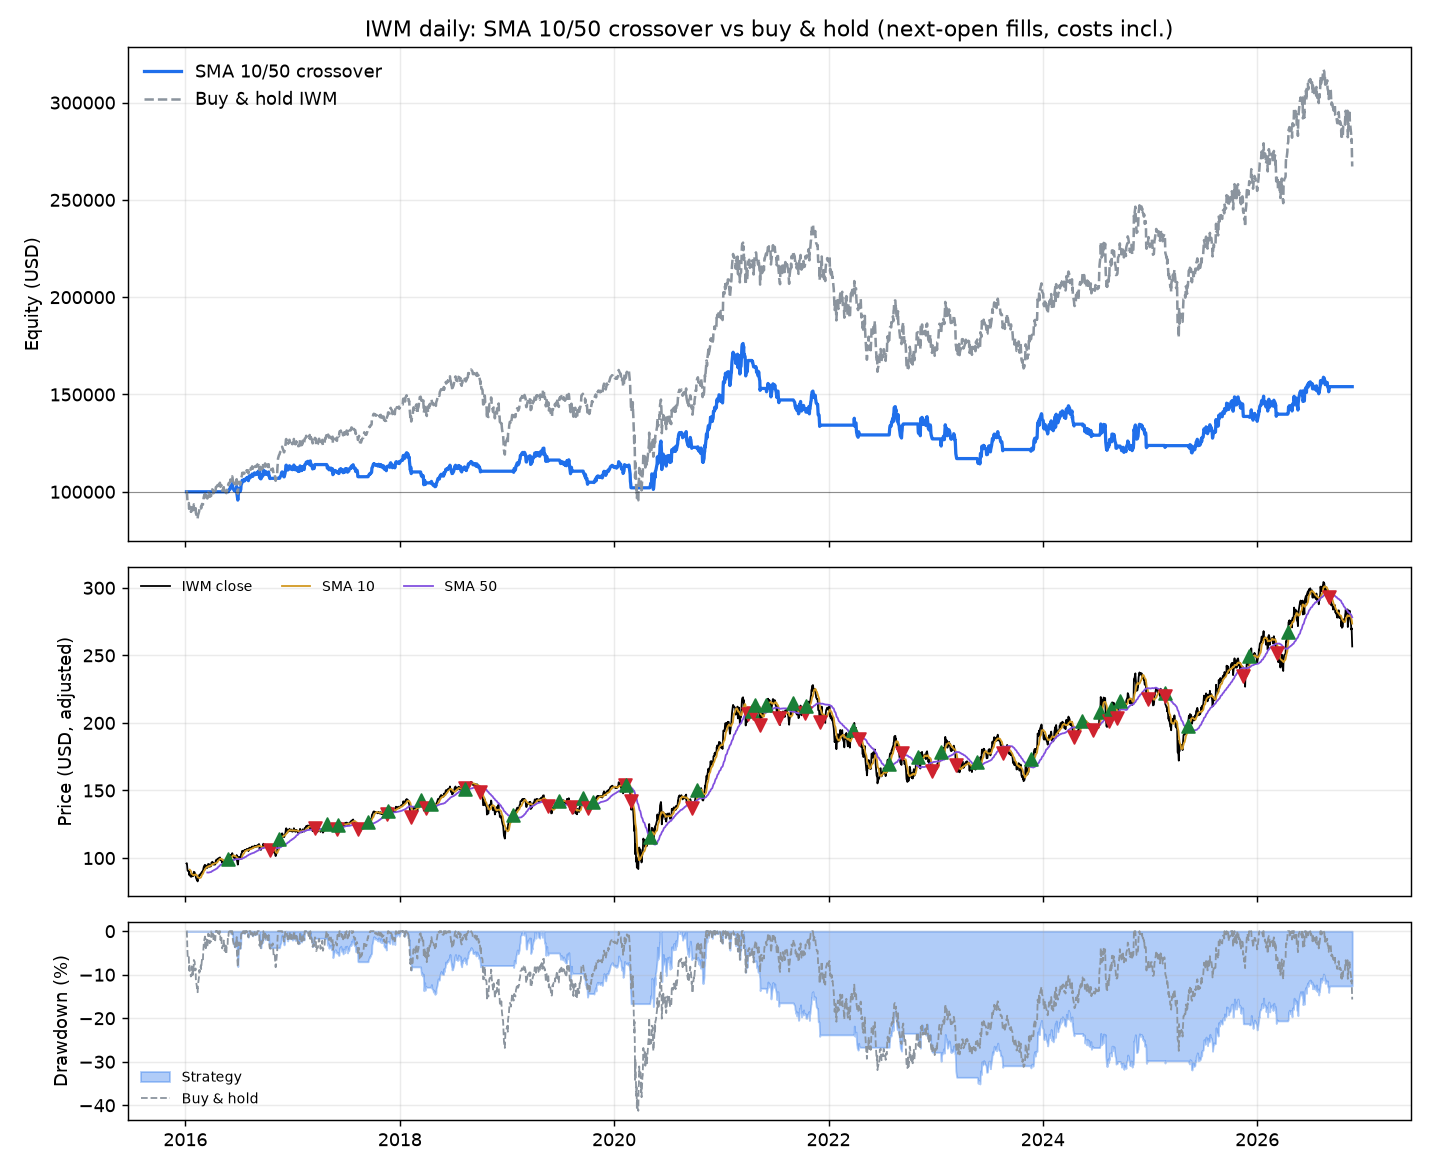 IWM daily: SMA 10/50 crossover vs buy & hold (next-open fills, costs incl.)
SMA 10/50 crossover
Buy & hold IWM
Equity (USD)
300000
250000
200000
150000
100000
IWM close
SMA 10
SMA 50
Price (USD, adjusted)
300
250
200
150
100
Drawdown (%)
0
−10
−20
−30
−40
Strategy
Buy & hold
2016
2018
2020
2022
2024
2026